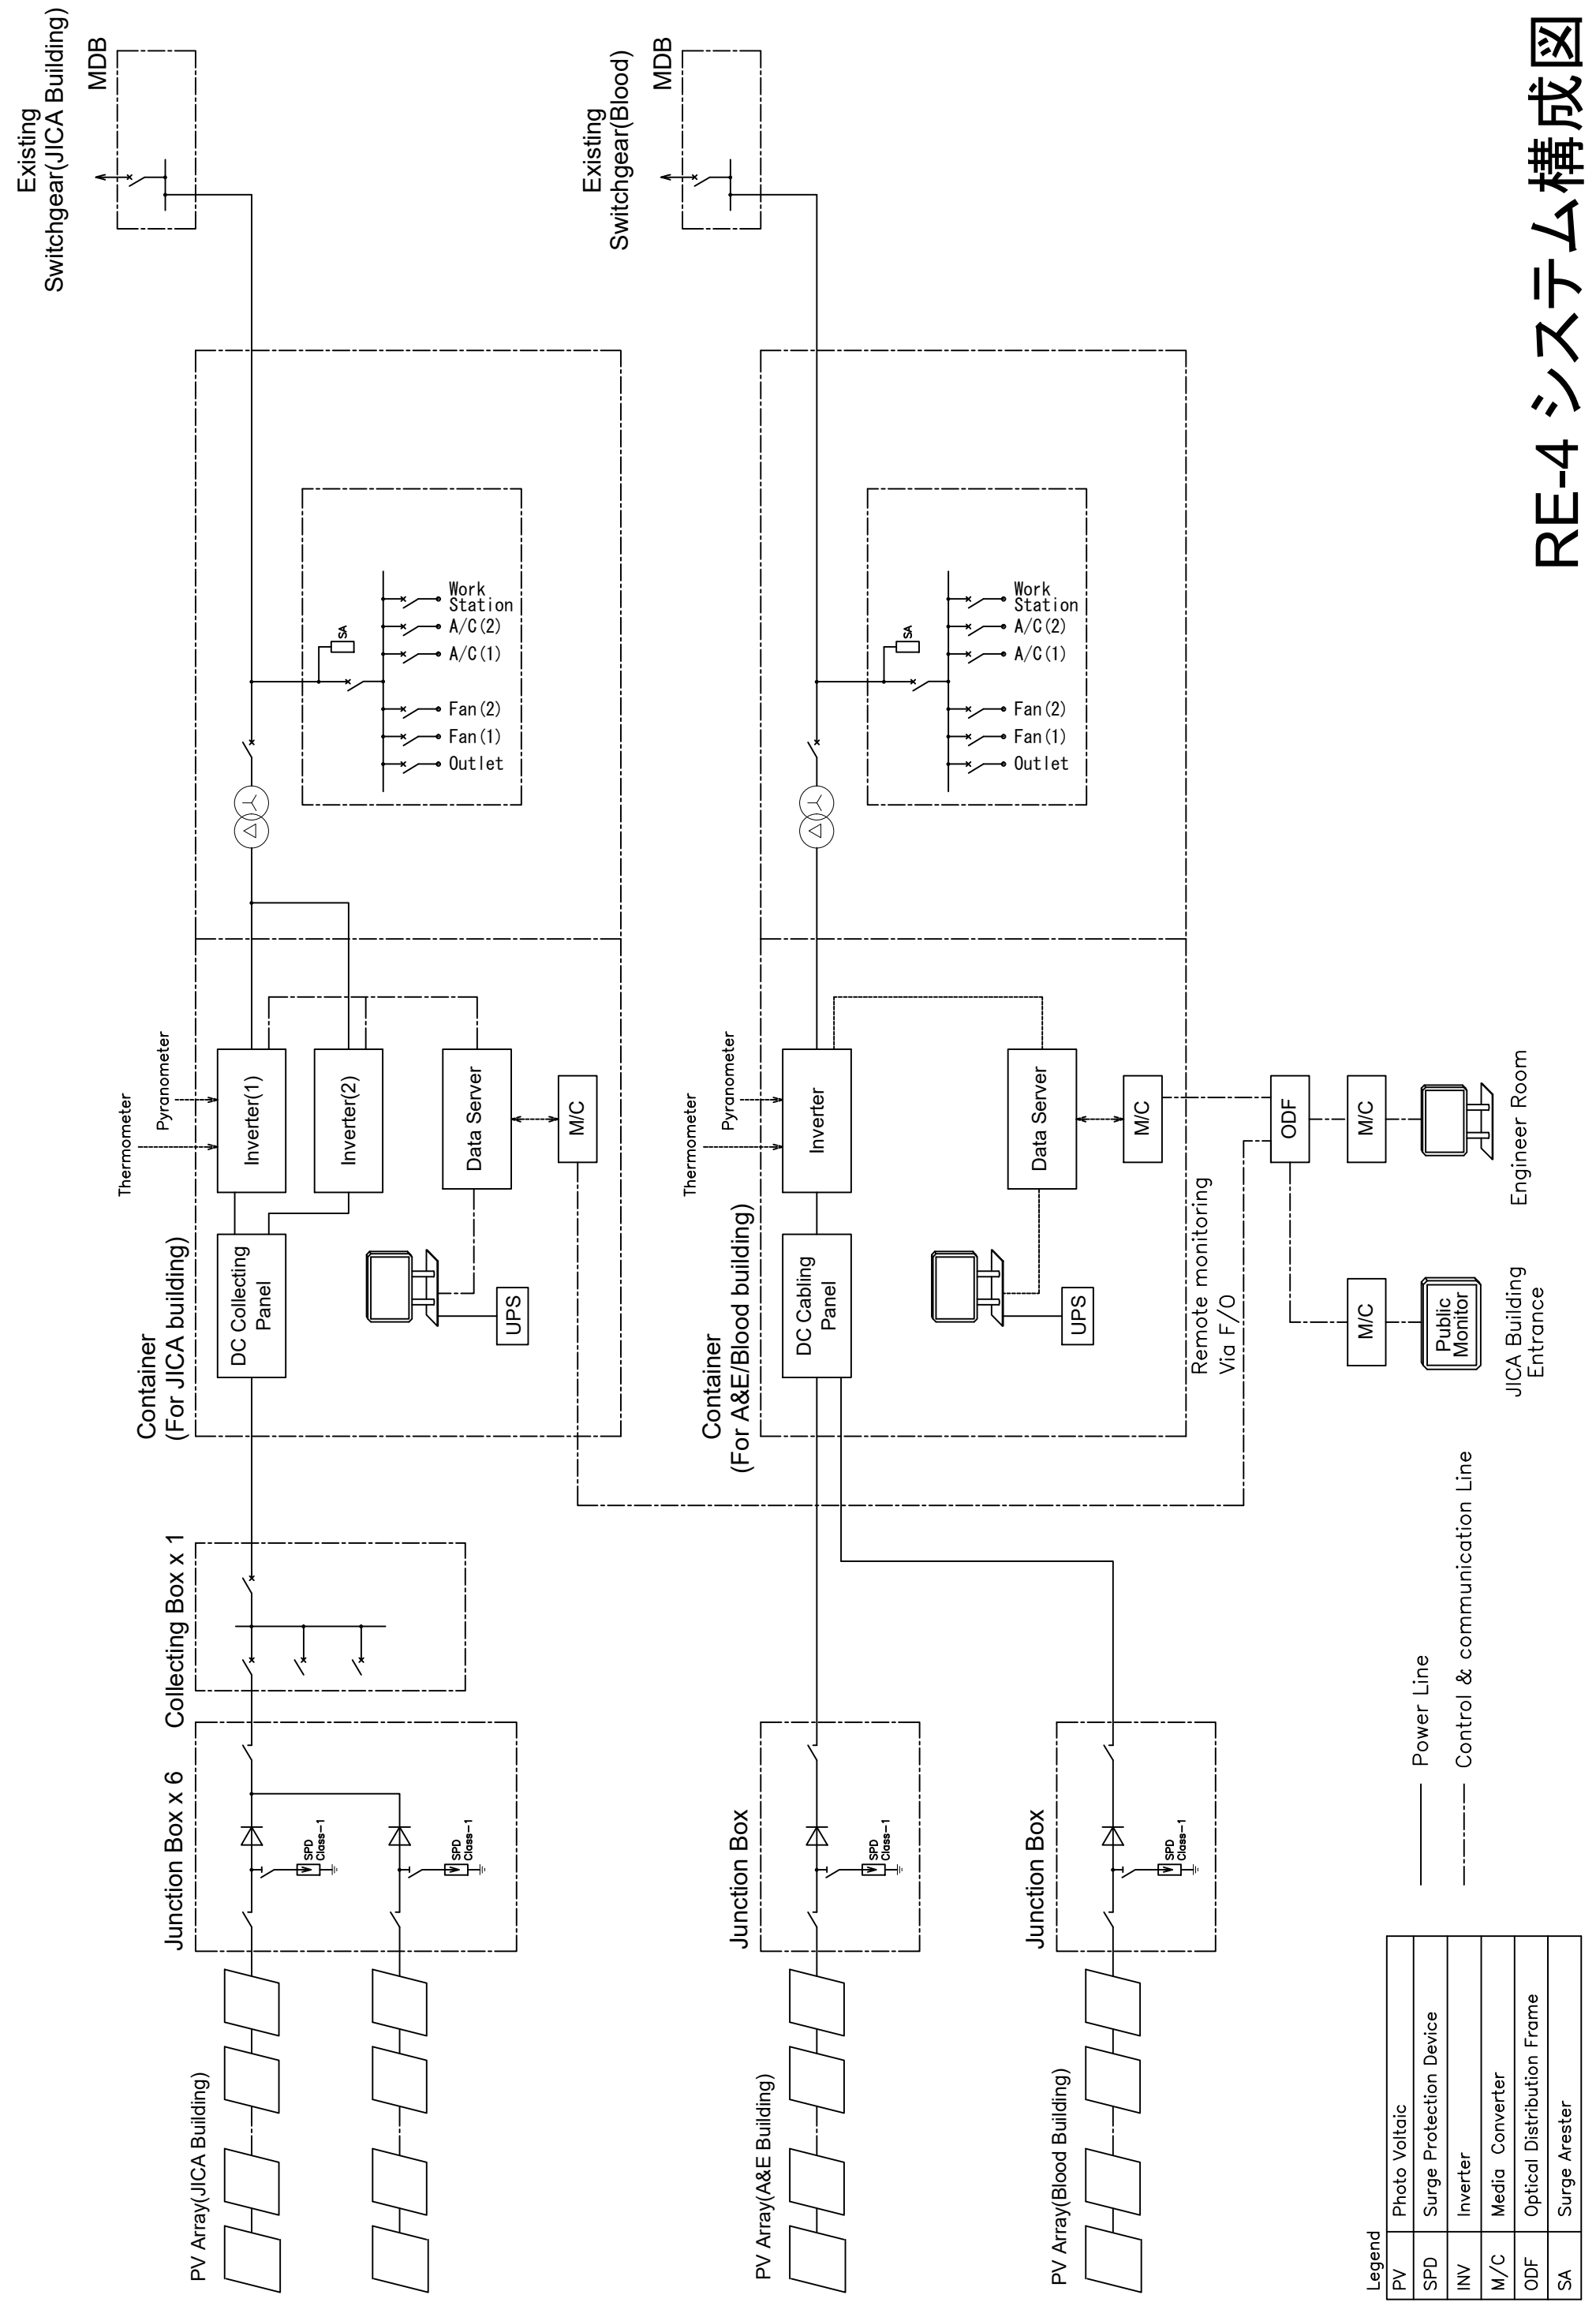 PV Array(JICA Building)
Junction Box x 6
SPD
Class-1
SPD
Class-1
Collecting Box x 1
Container
(For JICA building)
DC Collecting
Panel
Thermometer
Pyranometer
Inverter(1)
Inverter(2)
Data Server
UPS
M/C
SA
Outlet
Fan(1)
Fan(2)
A/C(1)
A/C(2)
Work
Station
Existing
Switchgear(JICA Building)
MDB
PV Array(A&E Building)
Junction Box
SPD
Class-1
PV Array(Blood Building)
Junction Box
SPD
Class-1
Container
(For A&E/Blood building)
DC Cabling
Panel
Thermometer
Pyranometer
Inverter
Data Server
UPS
M/C
SA
Outlet
Fan(1)
Fan(2)
A/C(1)
A/C(2)
Work
Station
Existing
Switchgear(Blood)
MDB
Remote monitoring
Via F/O
ODF
M/C
M/C
Public
Monitor
JICA Building
Entrance
Engineer Room
Power Line
Control & communication Line
Legend
PV Photo Voltaic
SPD Surge Protection Device
INV Inverter
M/C Media Converter
ODF Optical Distribution Frame
SA Surge Arester
RE-4 システム構成図